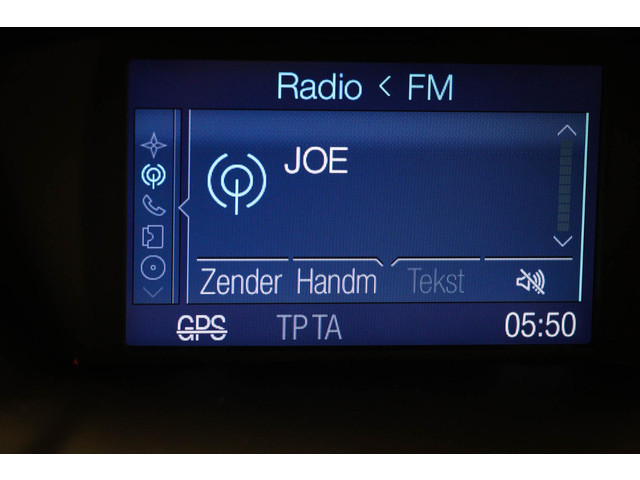 Radio < FM
JOE
Zender Handm Tekst
GPS TP TA 05:50